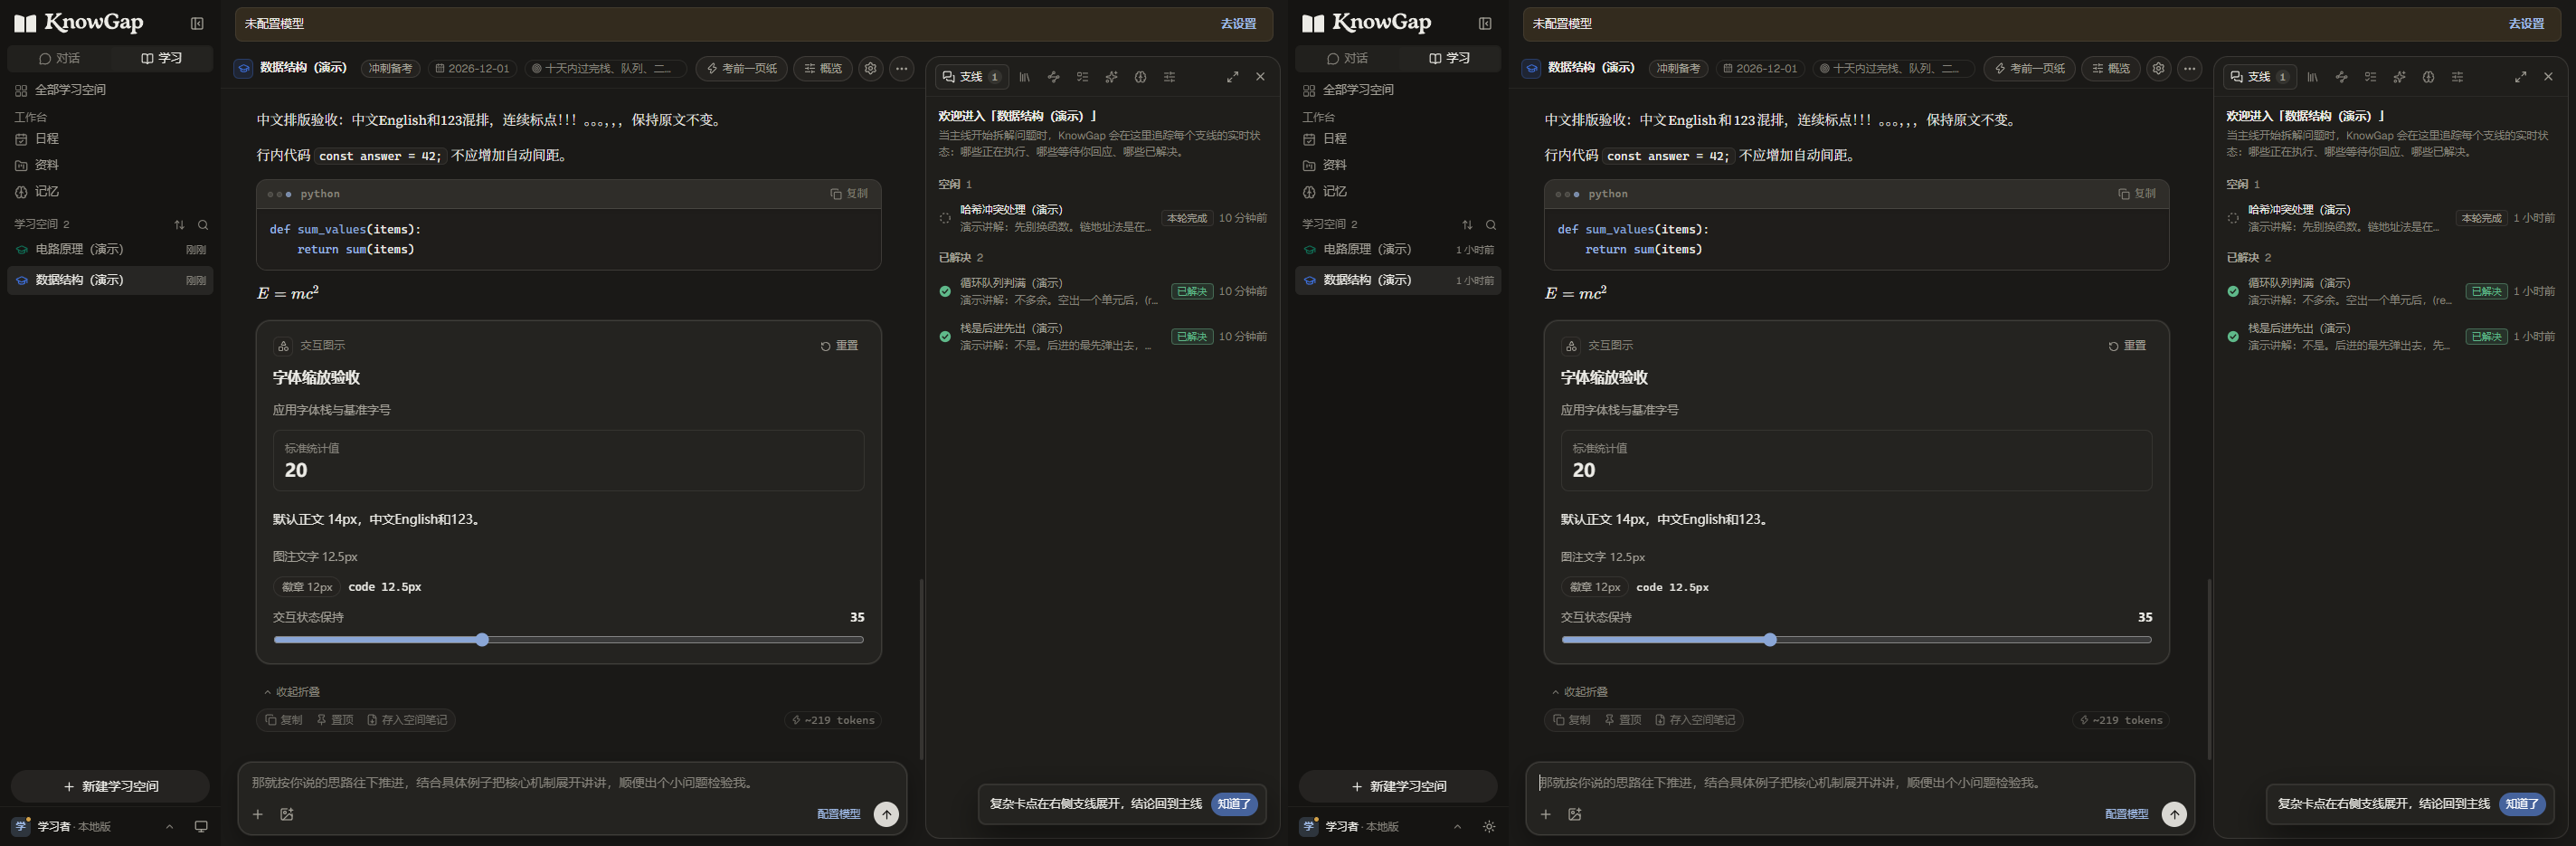 KnowGap
对话 学习
全部学习空间
工作台
日程
资料
记忆
学习空间 2
电路原理（演示） 刚刚
数据结构（演示） 刚刚
新建学习空间
学 学习者 · 本地版
未配置模型 去设置
数据结构（演示） 冲刺备考 2026-12-01 十天内过完栈、队列、二... 考前一页纸 概览
中文排版验收：中文English和123混排，连续标点！！！。。。，，，保持原文不变。
行内代码 const answer = 42; 不应增加自动间距。
python 复制
def sum_values(items):
return sum(items)
E = mc²
交互图示 重置
字体缩放验收
应用字体栈与基准字号
标准统计值
20
默认正文 14px，中文English和123。
图注文字 12.5px
徽章 12px code 12.5px
交互状态保持 35
收起折叠
复制 置顶 存入空间笔记 ~219 tokens
那就按你说的思路往下推进，结合具体例子把核心机制展开讲讲，顺便出个小问题检验我。
配置模型
支线 1
欢迎进入「数据结构（演示）」
当主线开始拆解问题时，KnowGap 会在这里追踪每个支线的实时状
态：哪些正在执行、哪些等待你回应、哪些已解决。
空闲 1
哈希冲突处理（演示）
演示讲解：先别换函数。链地址法是在... 本轮完成 10 分钟前
已解决 2
循环队列判满（演示）
演示讲解：不多余。空出一个单元后，(r... 已解决 10 分钟前
栈是后进先出（演示）
演示讲解：不是。后进的最先弹出去，... 已解决 10 分钟前
复杂卡点在右侧支线展开，结论回到主线 知道了
KnowGap
对话 学习
全部学习空间
工作台
日程
资料
记忆
学习空间 2
电路原理（演示） 1 小时前
数据结构（演示） 1 小时前
新建学习空间
学 学习者 · 本地版
未配置模型 去设置
数据结构（演示） 冲刺备考 2026-12-01 十天内过完栈、队列、二... 考前一页纸 概览
中文排版验收：中文English和123混排，连续标点！！！。。。，，，保持原文不变。
行内代码 const answer = 42; 不应增加自动间距。
python 复制
def sum_values(items):
return sum(items)
E = mc²
交互图示 重置
字体缩放验收
应用字体栈与基准字号
标准统计值
20
默认正文 14px，中文English和123。
图注文字 12.5px
徽章 12px code 12.5px
交互状态保持 35
收起折叠
复制 置顶 存入空间笔记 ~219 tokens
那就按你说的思路往下推进，结合具体例子把核心机制展开讲讲，顺便出个小问题检验我。
配置模型
支线 1
欢迎进入「数据结构（演示）」
当主线开始拆解问题时，KnowGap 会在这里追踪每个支线的实时状
态：哪些正在执行、哪些等待你回应、哪些已解决。
空闲 1
哈希冲突处理（演示）
演示讲解：先别换函数。链地址法是在... 本轮完成 1 小时前
已解决 2
循环队列判满（演示）
演示讲解：不多余。空出一个单元后，(re... 已解决 1 小时前
栈是后进先出（演示）
演示讲解：不是。后进的最先弹出去，先... 已解决 1 小时前
复杂卡点在右侧支线展开，结论回到主线 知道了